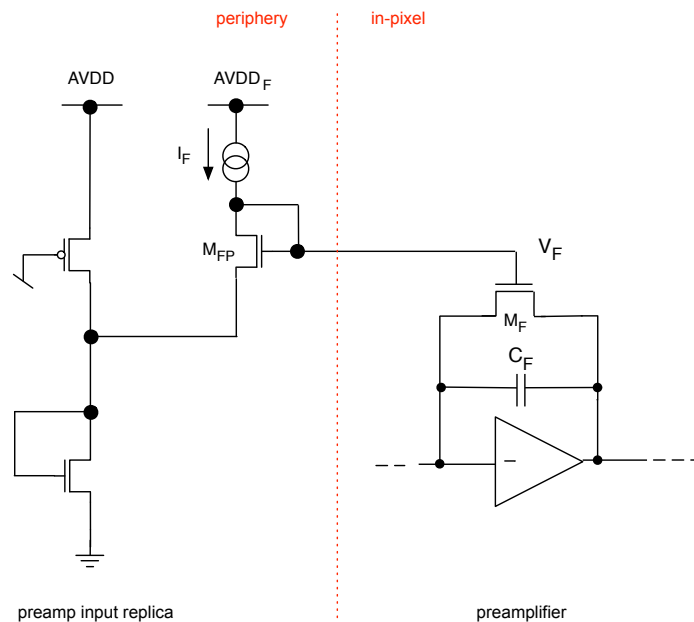 periphery in-pixel
AVDD AVDD_F
I_F
M_FP
V_F
M_F
C_F
−
preamp input replica preamplifier